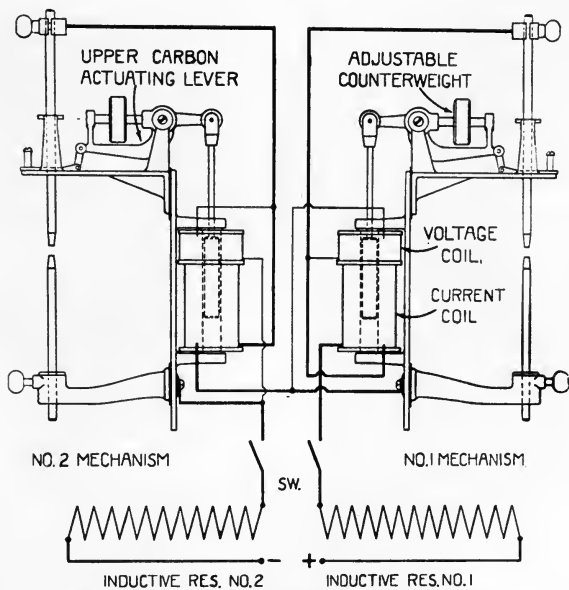 UPPER CARBON
ACTUATING LEVER
ADJUSTABLE
COUNTERWEIGHT
VOLTAGE
COIL,
CURRENT
COIL
NO. 2 MECHANISM
NO. 1 MECHANISM
SW.
- +
INDUCTIVE RES. NO. 2
INDUCTIVE RES. NO. 1